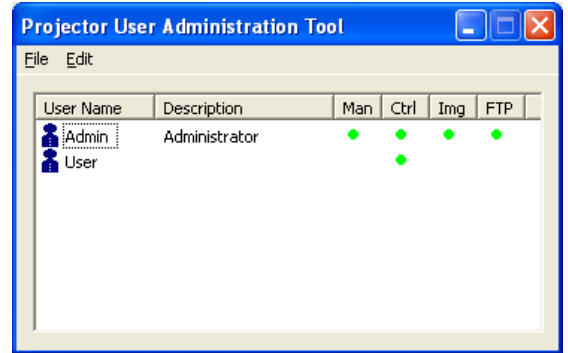 Projector User Administration Tool
File Edit
User Name Description Man Ctrl Img FTP
Admin Administrator
User